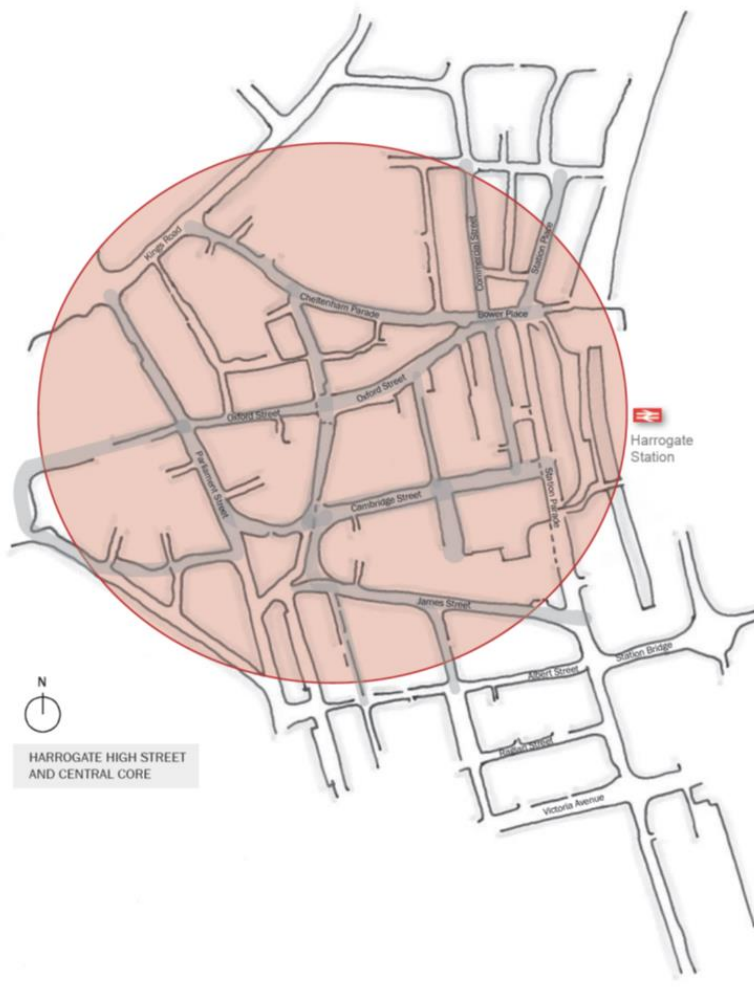 Kings Road
Commercial Street
Station Place
Cheltenham Parade
Bower Place
Oxford Street
Oxford Street
Harrogate
Station
Parliament Street
Cambridge Street
Station Parade
James Street
Station Bridge
Albert Street
N
HARROGATE HIGH STREET
AND CENTRAL CORE
Street
Victoria Avenue